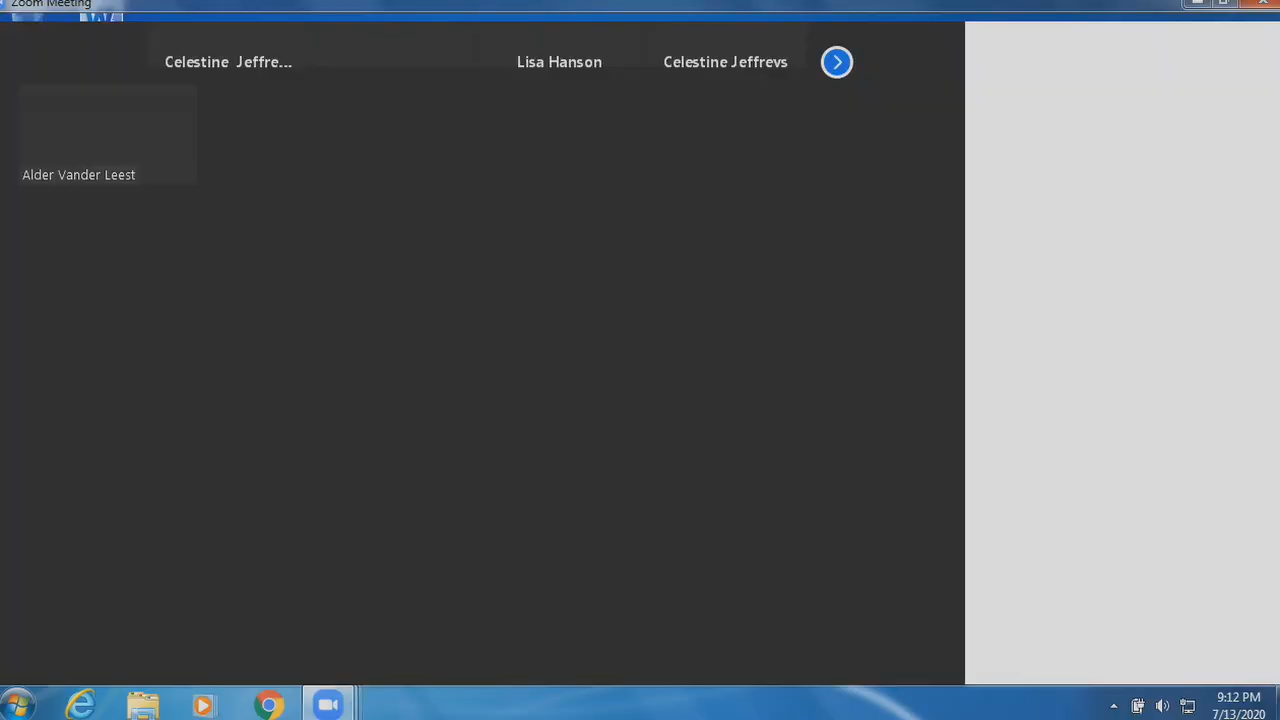 Zoom Meeting
Celestine Jeffre...
Lisa Hanson
Celestine Jeffreys
Alder Vander Leest
9:12 PM
7/13/2020